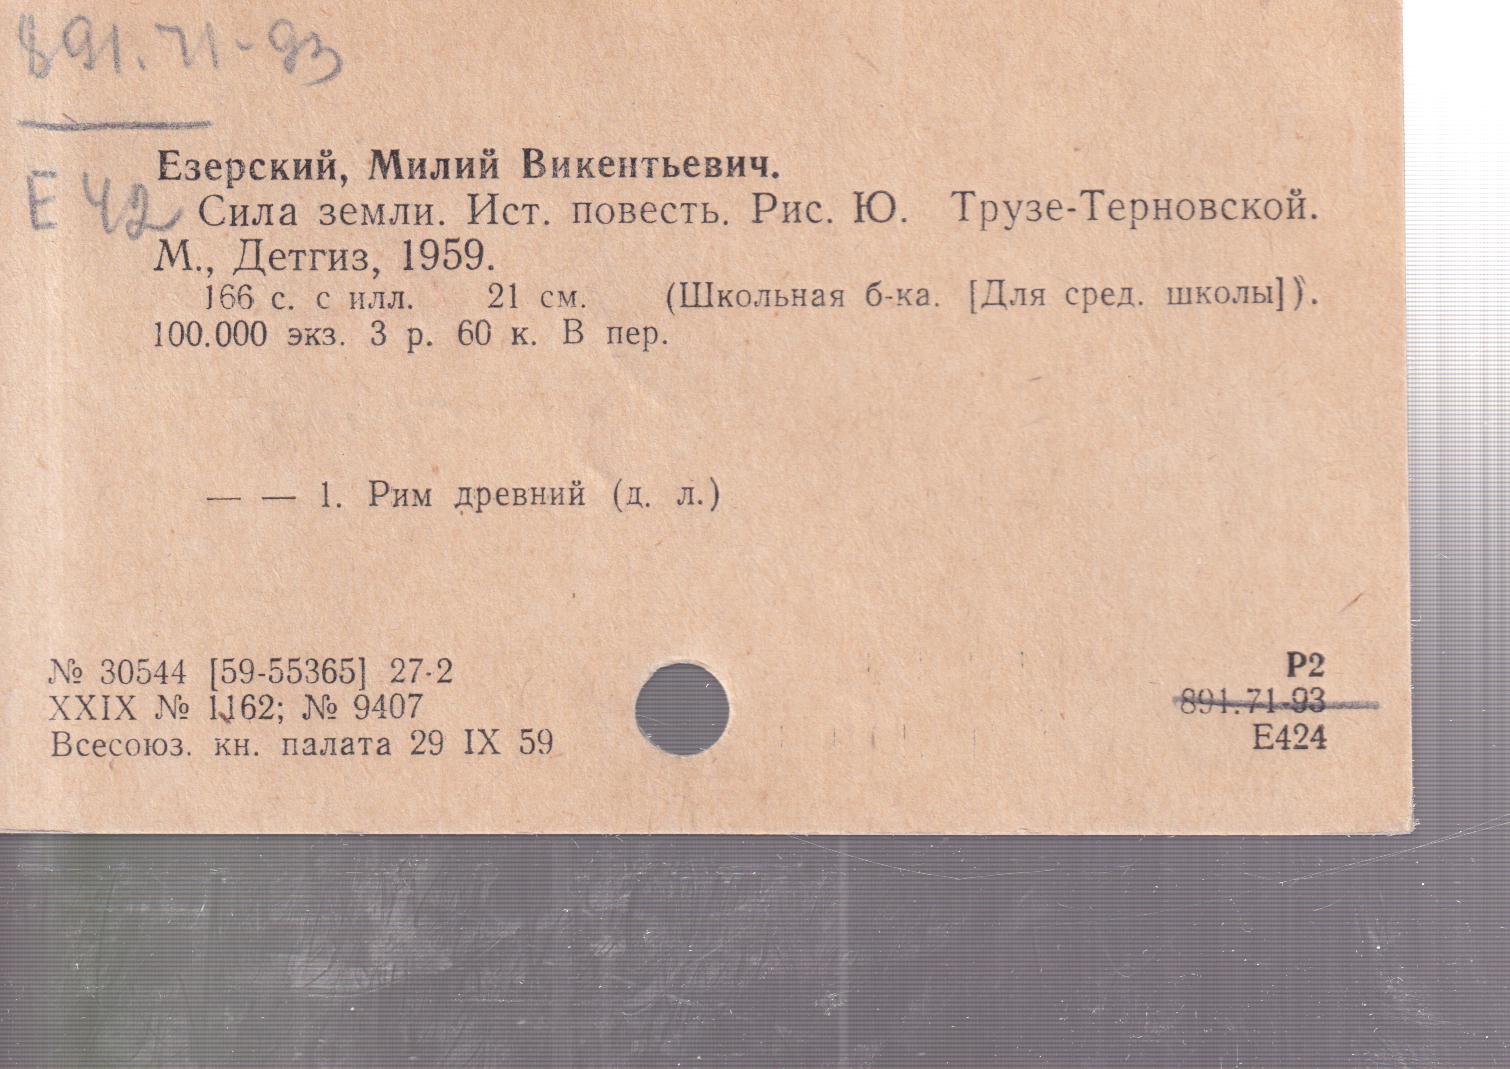 891.71-93
Е 42
Езерский, Милий Викентьевич.
Сила земли. Ист. повесть. Рис. Ю. Трузе-Терновской.
М., Детгиз, 1959.
166 с. с илл. 21 см. (Школьная б-ка. [Для сред. школы]).
100.000 экз. 3 р. 60 к. В пер.
— — 1. Рим древний (д. л.)
№ 30544 [59-55365] 27-2
XXIX № 1162; № 9407
Всесоюз. кн. палата 29 IX 59
Р2
891.71-93
Е424